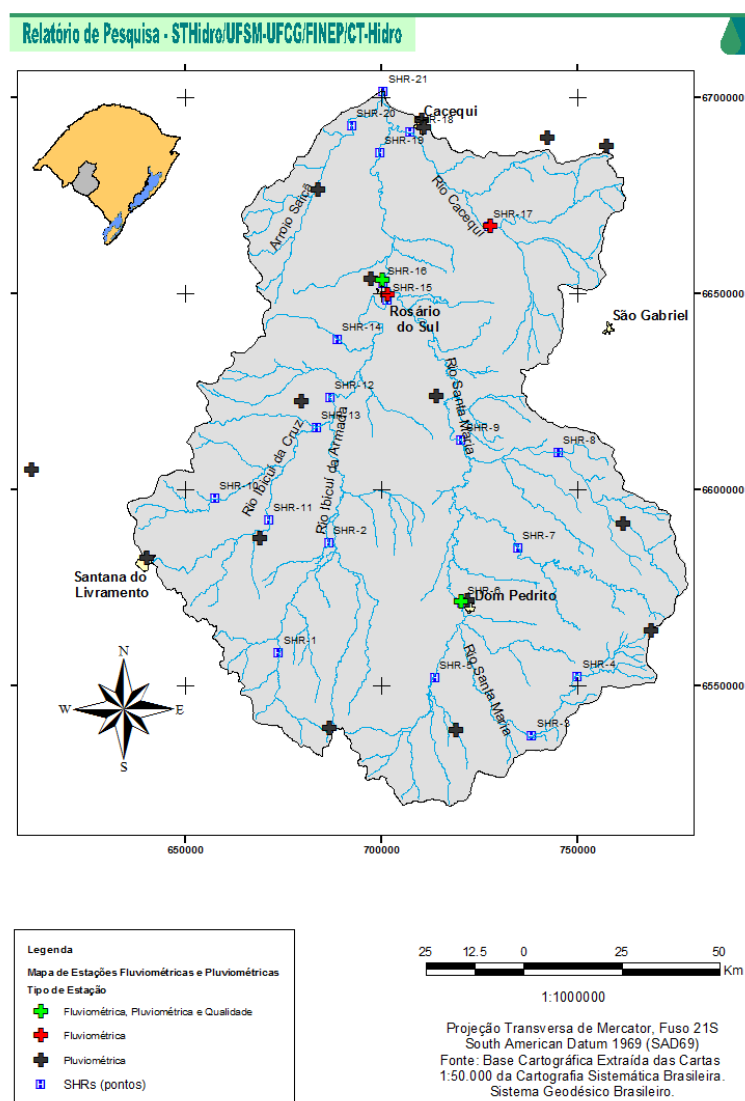 Relatório de Pesquisa - STHidro/UFSM-UFCG/FINEP/CT-Hidro
SHR-21
6700000
Cacequi
SHR-20
SHR-18
SHR-19
Arroio Saicã
Rio Cacequi
SHR-17
SHR-16
SHR-15
6650000
Rosário
do Sul
São Gabriel
SHR-14
SHR-12
SHR-13
Rio Santa Maria
Rio Ibicuí da Cruz
Rio Ibicuí da Armada
SHR-9
SHR-8
SHR-10
6600000
SHR-11
SHR-2
SHR-7
Santana do
Livramento
SHR-6
Dom Pedrito
SHR-1
Rio Santa Maria
SHR-5
SHR-4
6550000
SHR-3
N
W
E
S
650000
700000
750000
Legenda
Mapa de Estações Fluviométricas e Pluviométricas
Tipo de Estação
Fluviométrica, Pluviométrica e Qualidade
Fluviométrica
Pluviométrica
SHRs (pontos)
25 12.5 0 25 50
Km
1:1000000
Projeção Transversa de Mercator, Fuso 21S
South American Datum 1969 (SAD69)
Fonte: Base Cartográfica Extraída das Cartas
1:50.000 da Cartografia Sistemática Brasileira.
Sistema Geodésico Brasileiro.